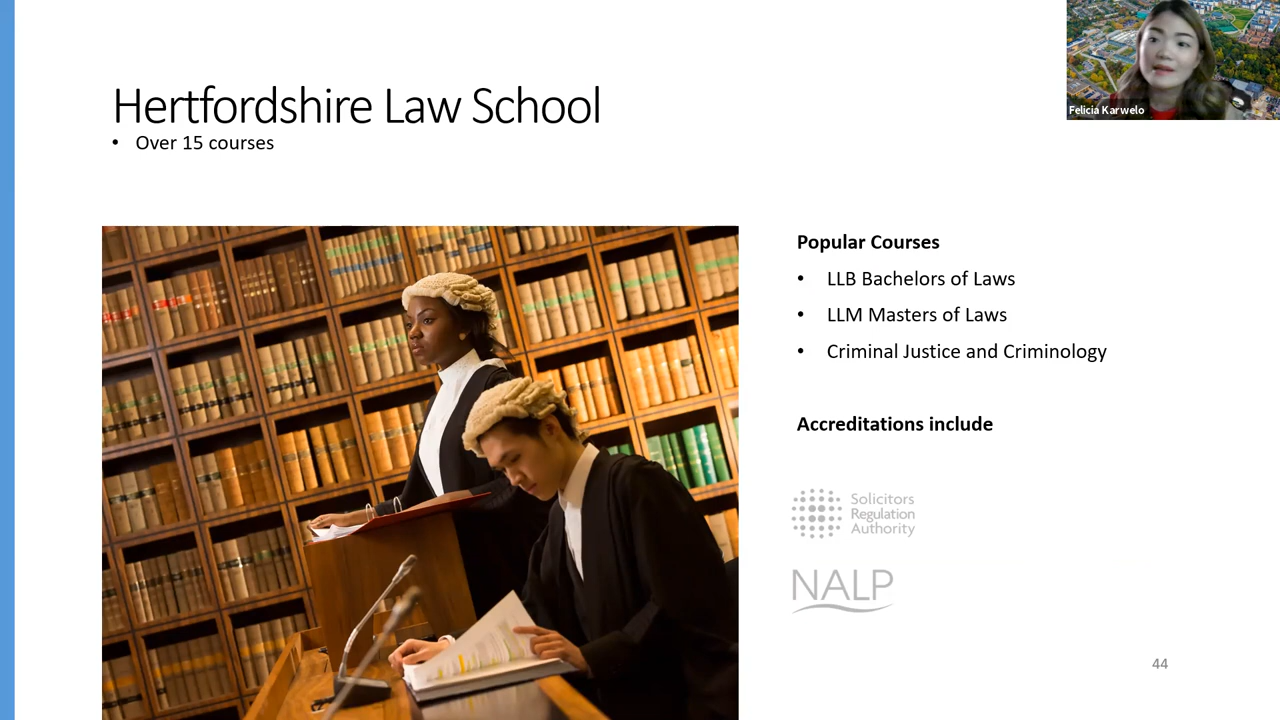 Hertfordshire Law School
• Over 15 courses
Felicia Karwelo
Popular Courses
• LLB Bachelors of Laws
• LLM Masters of Laws
• Criminal Justice and Criminology
Accreditations include
Solicitors
Regulation
Authority
NALP
44